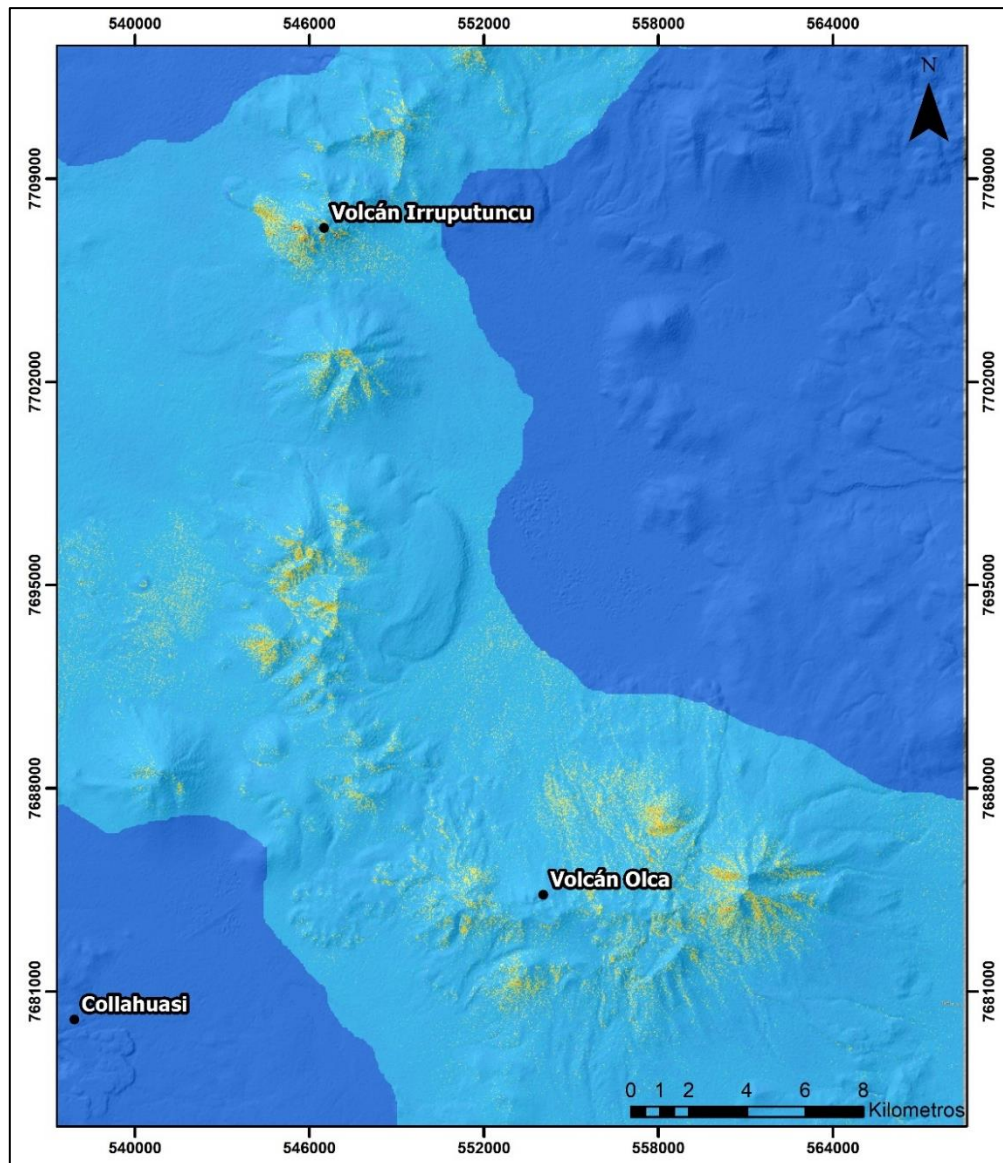 540000 546000 552000 558000 564000
N
7709000 7709000
Volcán Irruputuncu
7702000 7702000
7695000 7695000
7688000 7688000
Volcán Olca
7681000 7681000
Collahuasi
0 1 2 4 6 8
Kilometros
540000 546000 552000 558000 564000